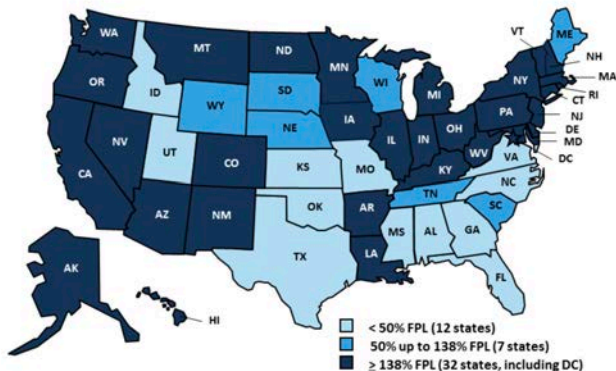 WA
MT
ND
MN
VT
ME
NH
OR
ID
SD
WI
MI
NY
MA
RI
WY
CT
IA
PA
NJ
NE
NV
IL
IN
OH
DE
MD
UT
CO
WV
DC
CA
KS
MO
KY
VA
NC
TN
AZ
NM
OK
AR
SC
MS
AL
GA
TX
LA
FL
AK
HI
< 50% FPL (12 states)
50% up to 138% FPL (7 states)
≥ 138% FPL (32 states, including DC)